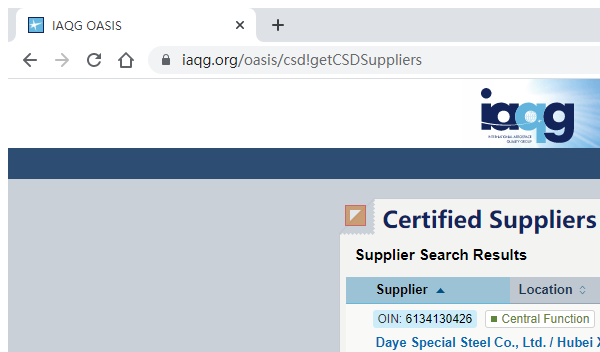 IAQG OASIS
iaqg.org/oasis/csd!getCSDSuppliers
iaqg
INTERNATIONAL AEROSPACE
QUALITY GROUP
Certified Suppliers
Supplier Search Results
Supplier Location
OIN: 6134130426 Central Function
Daye Special Steel Co., Ltd. / Hubei X